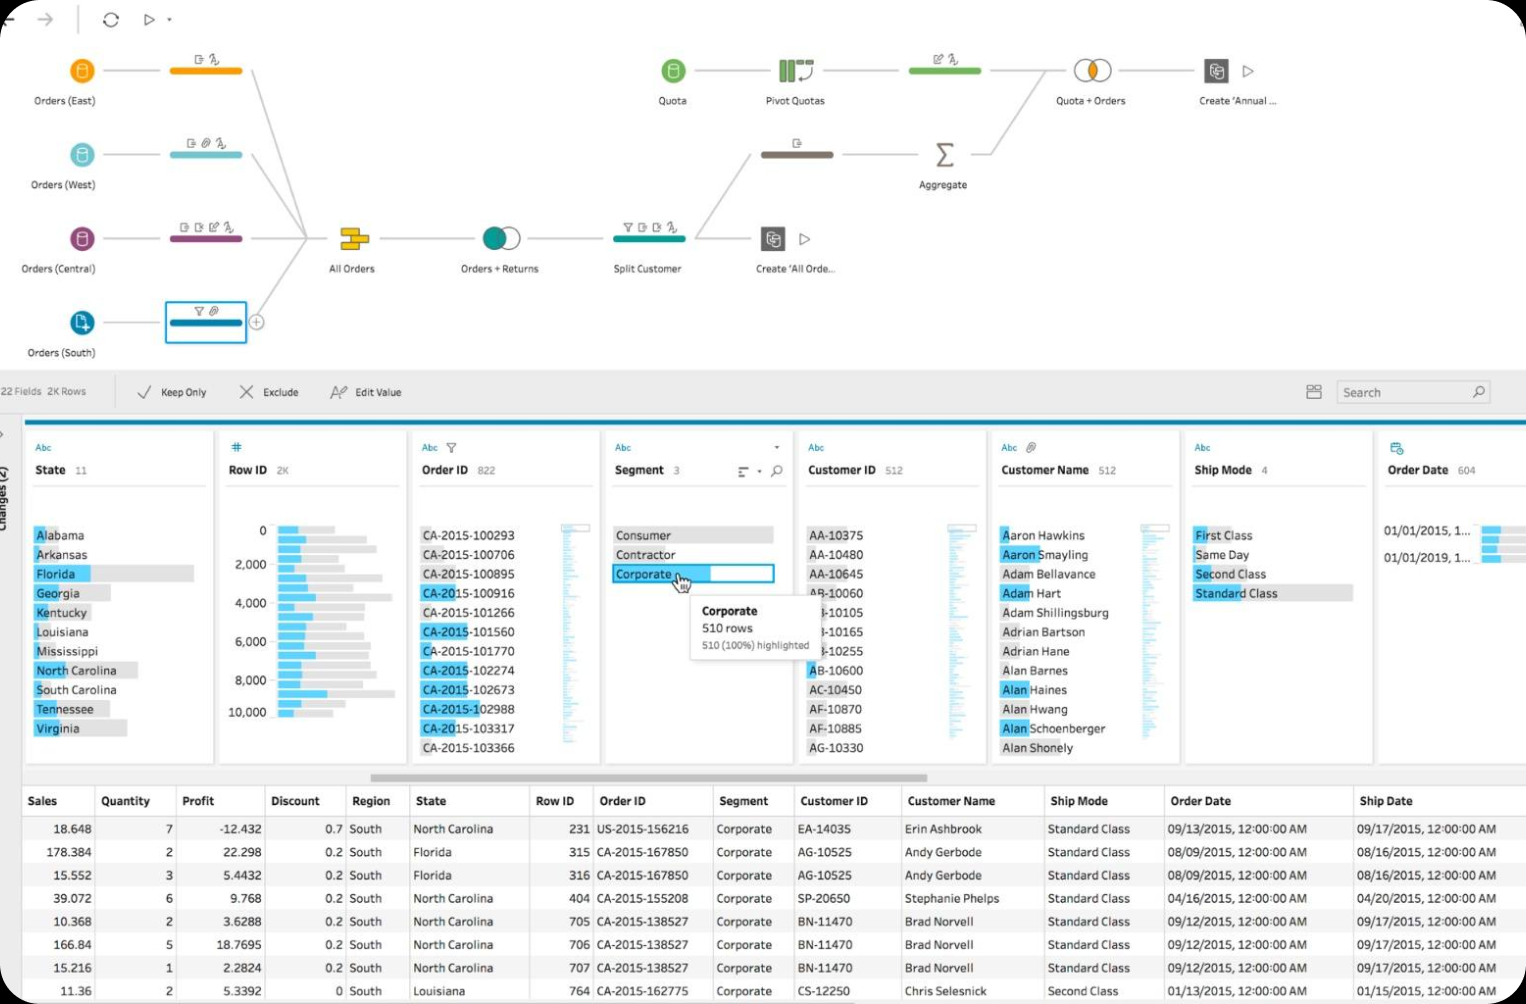 Orders (East)
Quota
Pivot Quotas
Quota + Orders
Create 'Annual ...
Orders (West)
Aggregate
Orders (Central)
All Orders
Orders + Returns
Split Customer
Create 'All Orde...
Orders (South)
22 Fields 2K Rows
Keep Only
Exclude
Edit Value
Search
Changes (2)
Abc
State 11
Alabama
Arkansas
Florida
Georgia
Kentucky
Louisiana
Mississippi
North Carolina
South Carolina
Tennessee
Virginia
#
Row ID 2K
0
2,000
4,000
6,000
8,000
10,000
Abc
Order ID 822
CA-2015-100293
CA-2015-100706
CA-2015-100895
CA-2015-100916
CA-2015-101266
CA-2015-101560
CA-2015-101770
CA-2015-102274
CA-2015-102673
CA-2015-102988
CA-2015-103317
CA-2015-103366
Abc
Segment 3
Consumer
Contractor
Corporate
Corporate
510 rows
510 (100%) highlighted
Abc
Customer ID 512
AA-10375
AA-10480
AA-10645
AB-10060
-10105
-10165
-10255
AB-10600
AC-10450
AF-10870
AF-10885
AG-10330
Abc
Customer Name 512
Aaron Hawkins
Aaron Smayling
Adam Bellavance
Adam Hart
Adam Shillingsburg
Adrian Bartson
Adrian Hane
Alan Barnes
Alan Haines
Alan Hwang
Alan Schoenberger
Alan Shonely
Abc
Ship Mode 4
First Class
Same Day
Second Class
Standard Class
Order Date 604
01/01/2015, 1...
01/01/2019, 1...
Sales Quantity Profit Discount Region State Row ID Order ID Segment Customer ID Customer Name Ship Mode Order Date Ship Date
18.648 7 -12.432 0.7 South North Carolina 231 US-2015-156216 Corporate EA-14035 Erin Ashbrook Standard Class 09/13/2015, 12:00:00 AM 09/17/2015, 12:00:00 AM
178.384 2 22.298 0.2 South Florida 315 CA-2015-167850 Corporate AG-10525 Andy Gerbode Standard Class 08/09/2015, 12:00:00 AM 08/16/2015, 12:00:00 AM
15.552 3 5.4432 0.2 South Florida 316 CA-2015-167850 Corporate AG-10525 Andy Gerbode Standard Class 08/09/2015, 12:00:00 AM 08/16/2015, 12:00:00 AM
39.072 6 9.768 0.2 South North Carolina 404 CA-2015-155208 Corporate SP-20650 Stephanie Phelps Standard Class 04/16/2015, 12:00:00 AM 04/20/2015, 12:00:00 AM
10.368 2 3.6288 0.2 South North Carolina 705 CA-2015-138527 Corporate BN-11470 Brad Norvell Standard Class 09/12/2015, 12:00:00 AM 09/17/2015, 12:00:00 AM
166.84 5 18.7695 0.2 South North Carolina 706 CA-2015-138527 Corporate BN-11470 Brad Norvell Standard Class 09/12/2015, 12:00:00 AM 09/17/2015, 12:00:00 AM
15.216 1 2.2824 0.2 South North Carolina 707 CA-2015-138527 Corporate BN-11470 Brad Norvell Standard Class 09/12/2015, 12:00:00 AM 09/17/2015, 12:00:00 AM
11.36 2 5.3392 0 South Louisiana 764 CA-2015-162775 Corporate CS-12250 Chris Selesnick Second Class 01/13/2015, 12:00:00 AM 01/15/2015, 12:00:00 AM